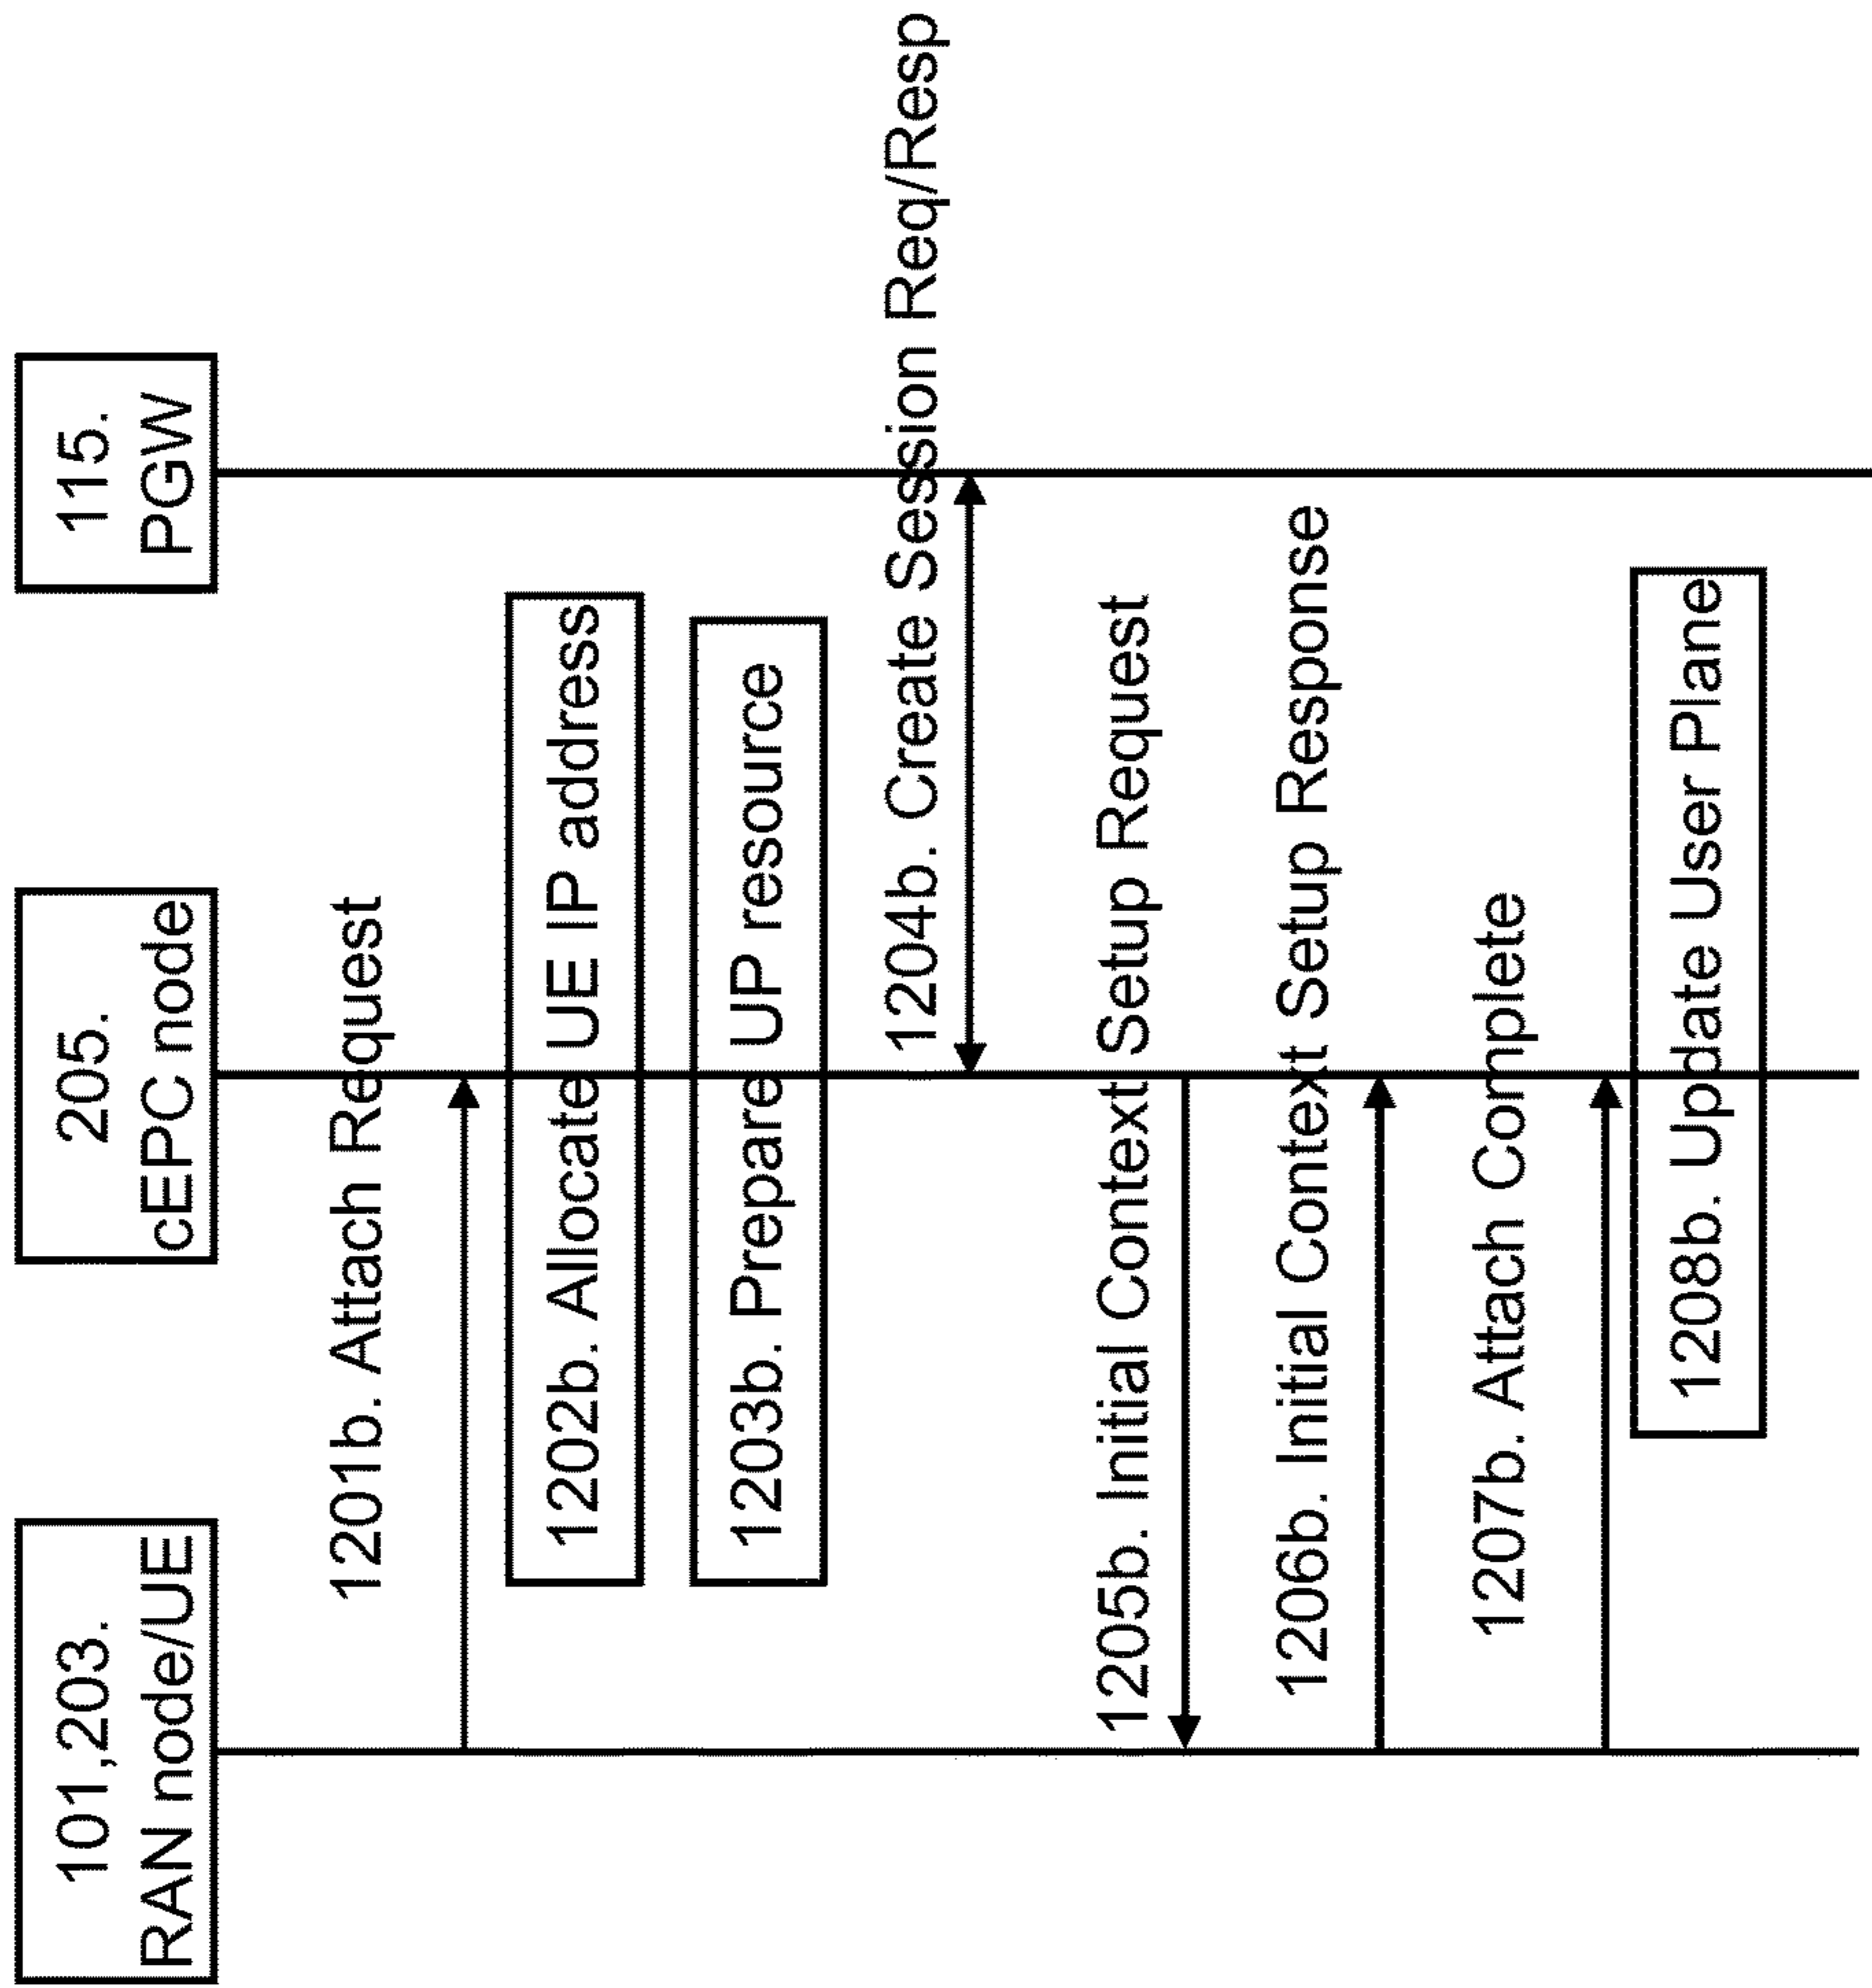 101,203.
RAN node/UE
205.
cEPC node
115.
PGW
1201b. Attach Request
1202b. Allocate UE IP address
1203b. Prepare UP resource
1204b. Create Session Req/Resp
1205b. Initial Context Setup Request
1206b. Initial Context Setup Response
1207b. Attach Complete
1208b. Update User Plane